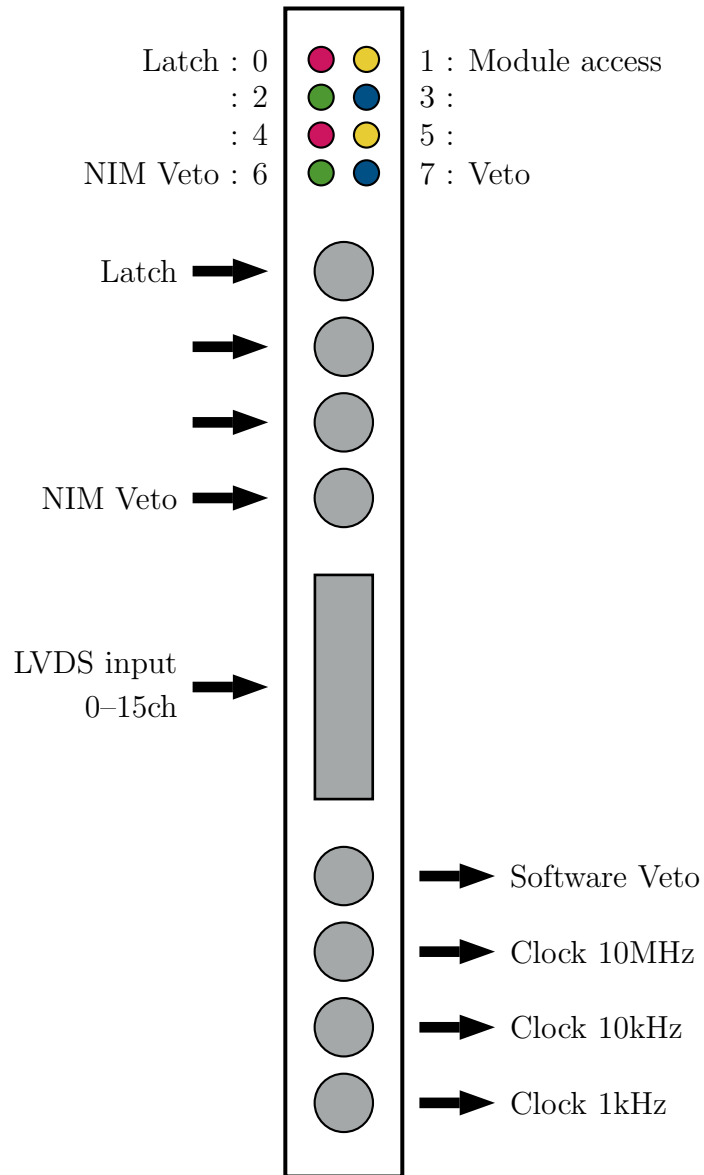 Latch : 0 1 : Module access
: 2 3 :
: 4 5 :
NIM Veto : 6 7 : Veto
Latch
NIM Veto
LVDS input
0–15ch
Software Veto
Clock 10MHz
Clock 10kHz
Clock 1kHz